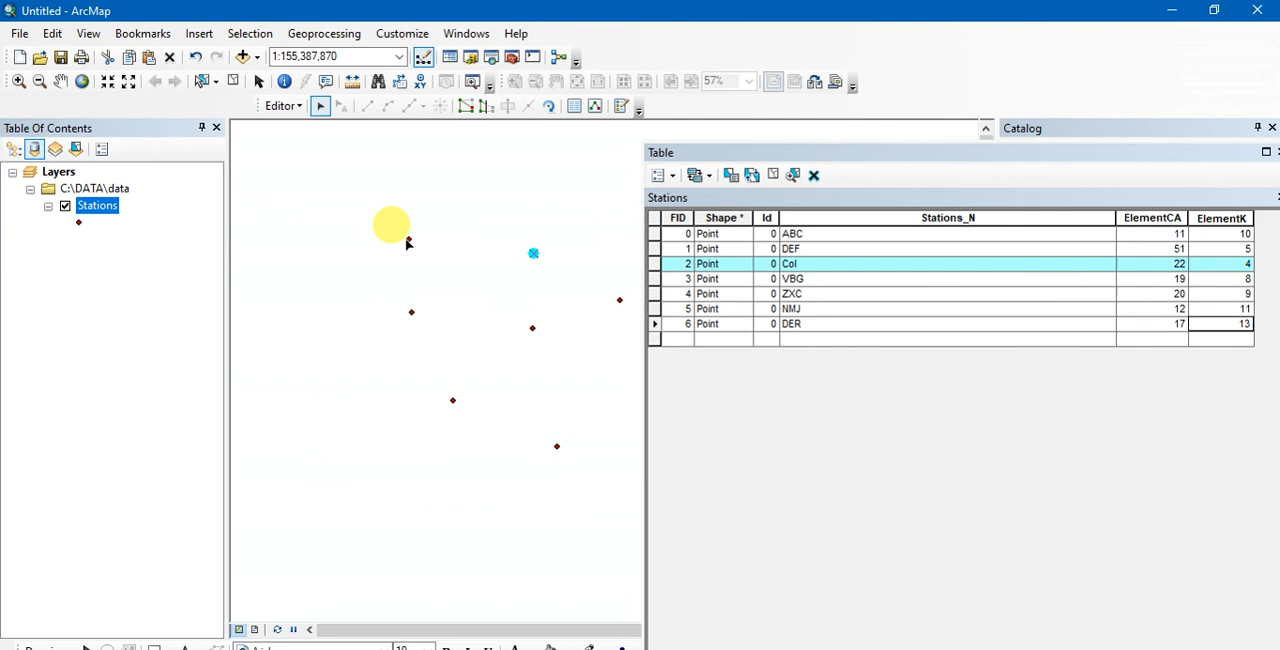 Untitled - ArcMap
File Edit View Bookmarks Insert Selection Geoprocessing Customize Windows Help
1:155,387,870
57%
Editor
Table Of Contents
Catalog
Table
Layers
C:\DATA\data
Stations
Stations
FID Shape * Id Stations_N ElementCA ElementK
0 Point 0 ABC 11 10
1 Point 0 DEF 51 5
2 Point 0 Col 22 4
3 Point 0 VBG 19 8
4 Point 0 ZXC 20 9
5 Point 0 NMJ 12 11
6 Point 0 DER 17 13